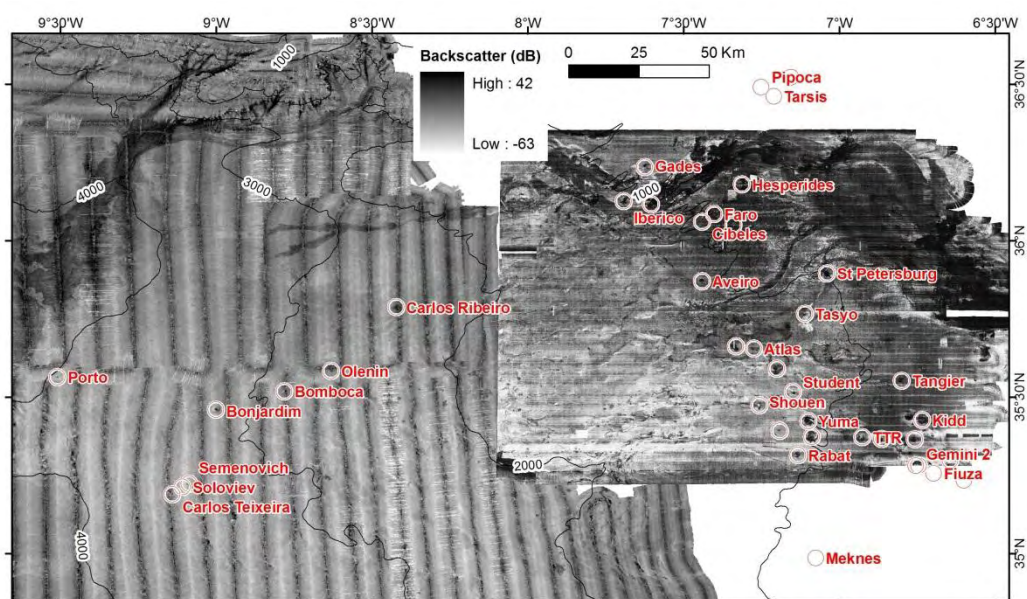 9°30'W 9°W 8°30'W 7°30'W 7°W 6°30'W
1000
Backscatter (dB)
High : 42
Low : -63
0 25 50 Km
Pipoca
Tarsis
36°30'N
4000
3000
Gades
1000
Hesperides
Iberico
Faro
Cibeles
36°N
Aveiro
St Petersburg
Carlos Ribeiro
Tasyo
Atlas
Porto
Olenin
Bomboca
Bonjardim
Student
Tangier
35°30'N
Shouen
Yuma
Kidd
TTR
Rabat
Gemini 2
2000
Fiuza
Semenovich
Soloviev
Carlos Teixeira
4000
35°N
Meknes